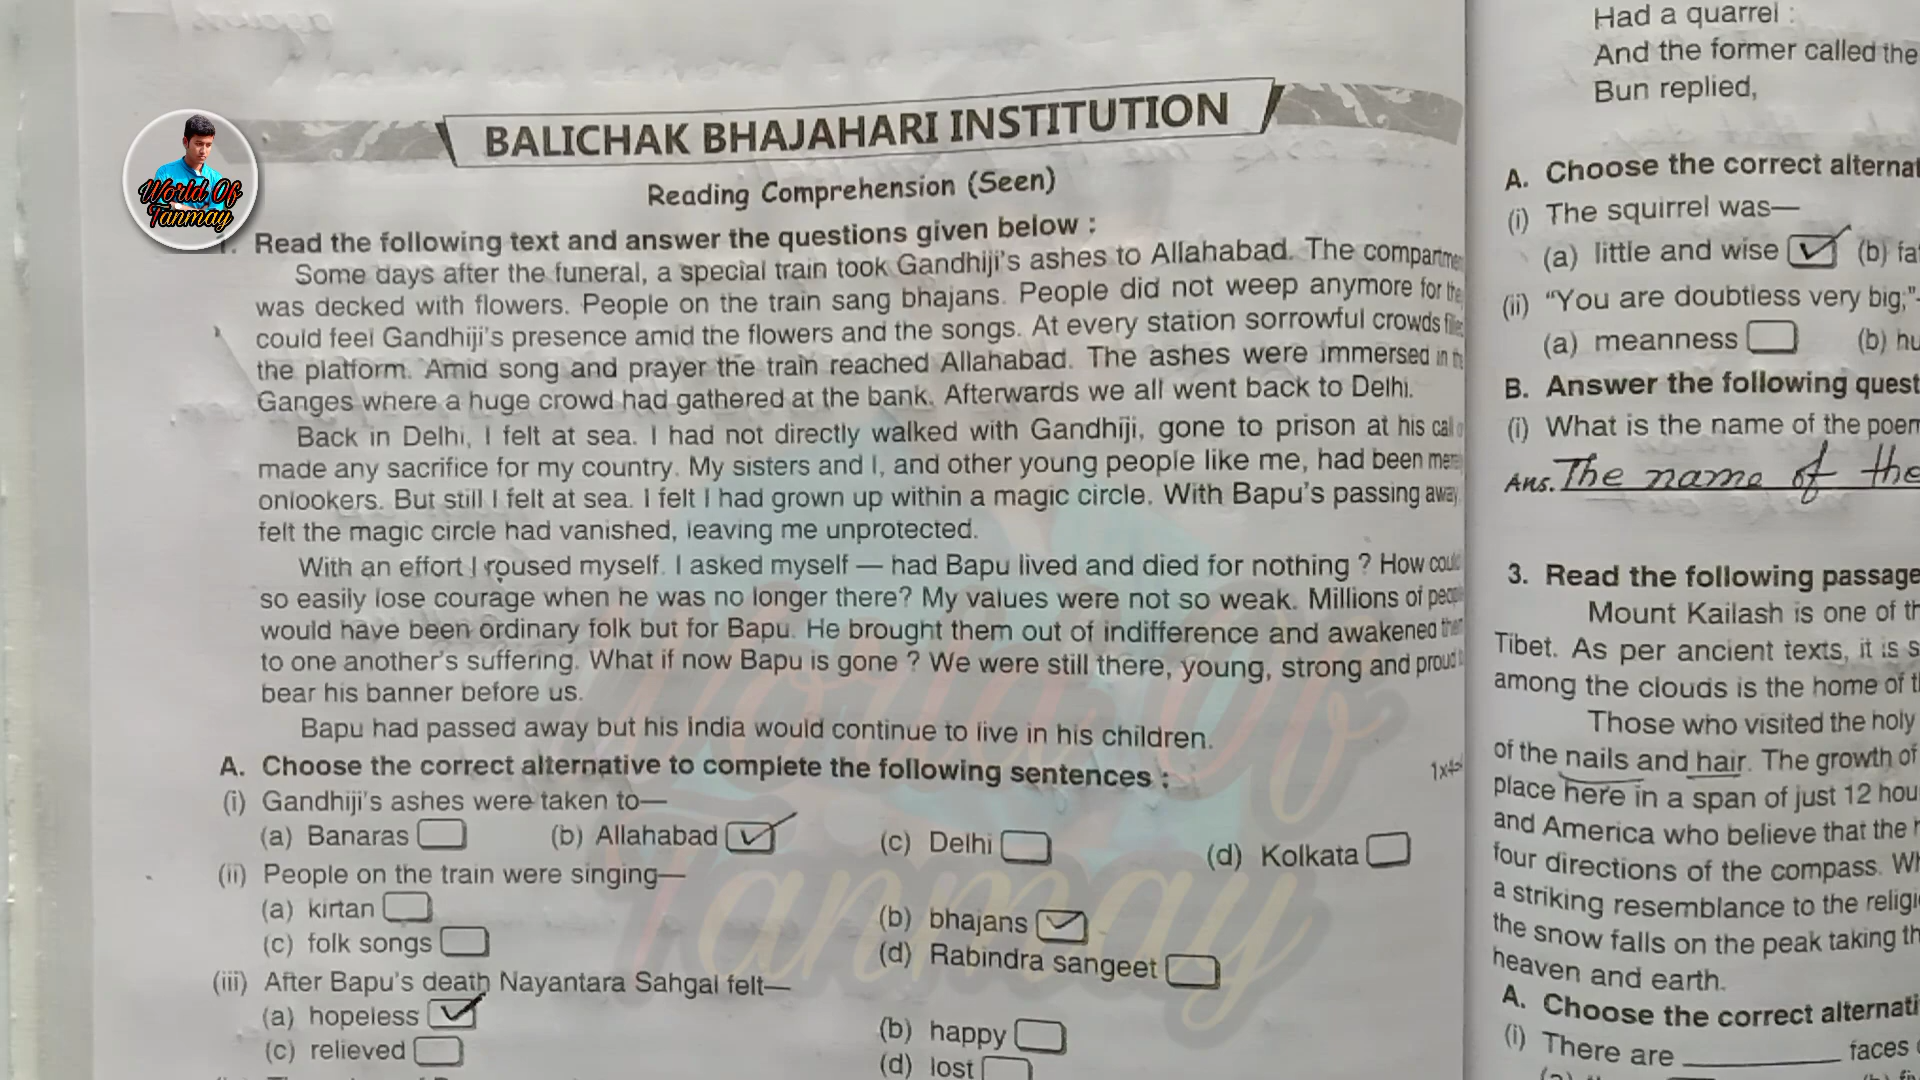 BALICHAK BHAJAHARI INSTITUTION
World Of
Tanmay
Reading Comprehension (Seen)
1. Read the following text and answer the questions given below :
Some days after the funeral, a special train took Gandhiji's ashes to Allahabad. The
was decked with flowers. People on the train sang bhajans. People did not weep anymore for
could feel Gandhiji's presence amid the flowers and the songs. At every station sorrowful crowds
the platform. Amid song and prayer the train reached Allahabad. The ashes were immersed in
Ganges where a huge crowd had gathered at the bank. Afterwards we all went back to Delhi.
Back in Delhi, I felt at sea. I had not directly walked with Gandhiji, gone to prison at his
made any sacrifice for my country. My sisters and I, and other young people like me, had been
onlookers. But still I felt at sea. I felt I had grown up within a magic circle. With Bapu's passing away
felt the magic circle had vanished, leaving me unprotected.
With an effort I roused myself. I asked myself — had Bapu lived and died for nothing ? How
so easily lose courage when he was no longer there? My values were not so weak. Millions of
would have been ordinary folk but for Bapu. He brought them out of indifference and awakened
to one another's suffering. What if now Bapu is gone ? We were still there, young, strong and proud
bear his banner before us.
Bapu had passed away but his India would continue to live in his children.
A. Choose the correct alternative to complete the following sentences :
(i) Gandhiji's ashes were taken to—
(a) Banaras (b) Allahabad (c) Delhi (d) Kolkata
(ii) People on the train were singing—
(a) kirtan (b) bhajans
(c) folk songs (d) Rabindra sangeet
(iii) After Bapu's death Nayantara Sahgal felt—
(a) hopeless (b) happy
(c) relieved (d) lost
World Of
Tanmay
Had a quarrel :
And the former called the
Bun replied,
A. Choose the correct
(i) The squirrel was—
(a) little and wise (b)
(ii) "You are doubtless very big,"
(a) meanness (b)
B. Answer the following
(i) What is the name of the
Ans. The name of the
3. Read the following passage
Mount Kailash is one of
Tibet. As per ancient texts, it is
among the clouds is the home of
Those who visited the holy
of the nails and hair. The growth of
place here in a span of just 12
and America who believe that the
four directions of the compass.
a striking resemblance to the
the snow falls on the peak taking
heaven and earth.
A. Choose the correct
(i) There are ________ faces